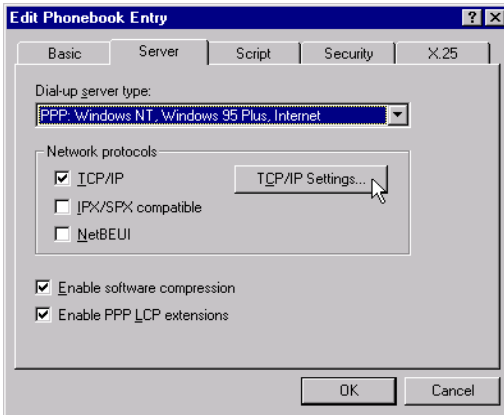 Edit Phonebook Entry
Basic Server Script Security X.25
Dial-up server type:
PPP: Windows NT, Windows 95 Plus, Internet
Network protocols
TCP/IP TCP/IP Settings...
IPX/SPX compatible
NetBEUI
Enable software compression
Enable PPP LCP extensions
OK Cancel